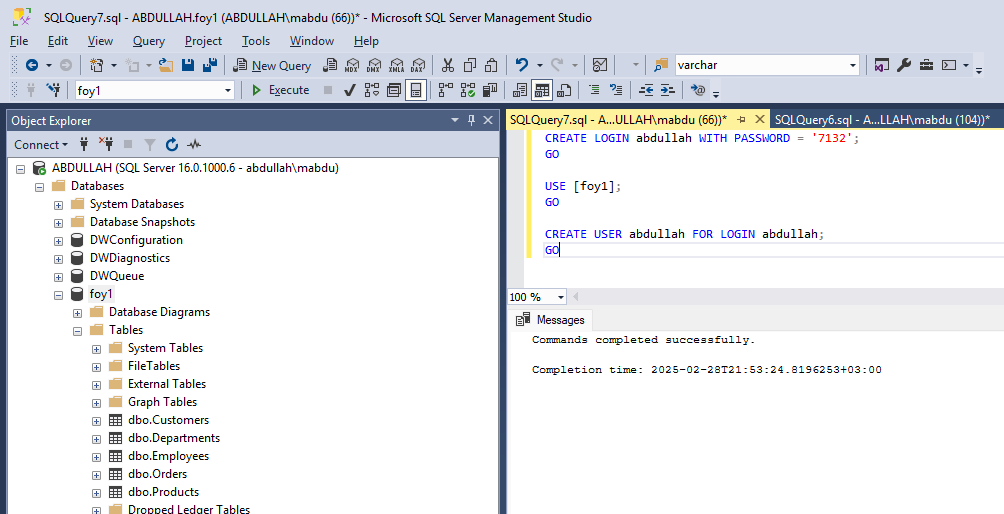 SQLQuery7.sql - ABDULLAH.foy1 (ABDULLAH\mabdu (66))* - Microsoft SQL Server Management Studio
File Edit View Query Project Tools Window Help
New Query MDX DMX XMLA DAX varchar
foy1 Execute
Object Explorer
Connect
ABDULLAH (SQL Server 16.0.1000.6 - abdullah\mabdu)
Databases
System Databases
Database Snapshots
DWConfiguration
DWDiagnostics
DWQueue
foy1
Database Diagrams
Tables
System Tables
FileTables
External Tables
Graph Tables
dbo.Customers
dbo.Departments
dbo.Employees
dbo.Orders
dbo.Products
Dropped Ledger Tables
SQLQuery7.sql - A...ULLAH\mabdu (66))* SQLQuery6.sql - A...LLAH\mabdu (104))*
CREATE LOGIN abdullah WITH PASSWORD = '7132';
GO
USE [foy1];
GO
CREATE USER abdullah FOR LOGIN abdullah;
GO
100 %
Messages
Commands completed successfully.
Completion time: 2025-02-28T21:53:24.8196253+03:00